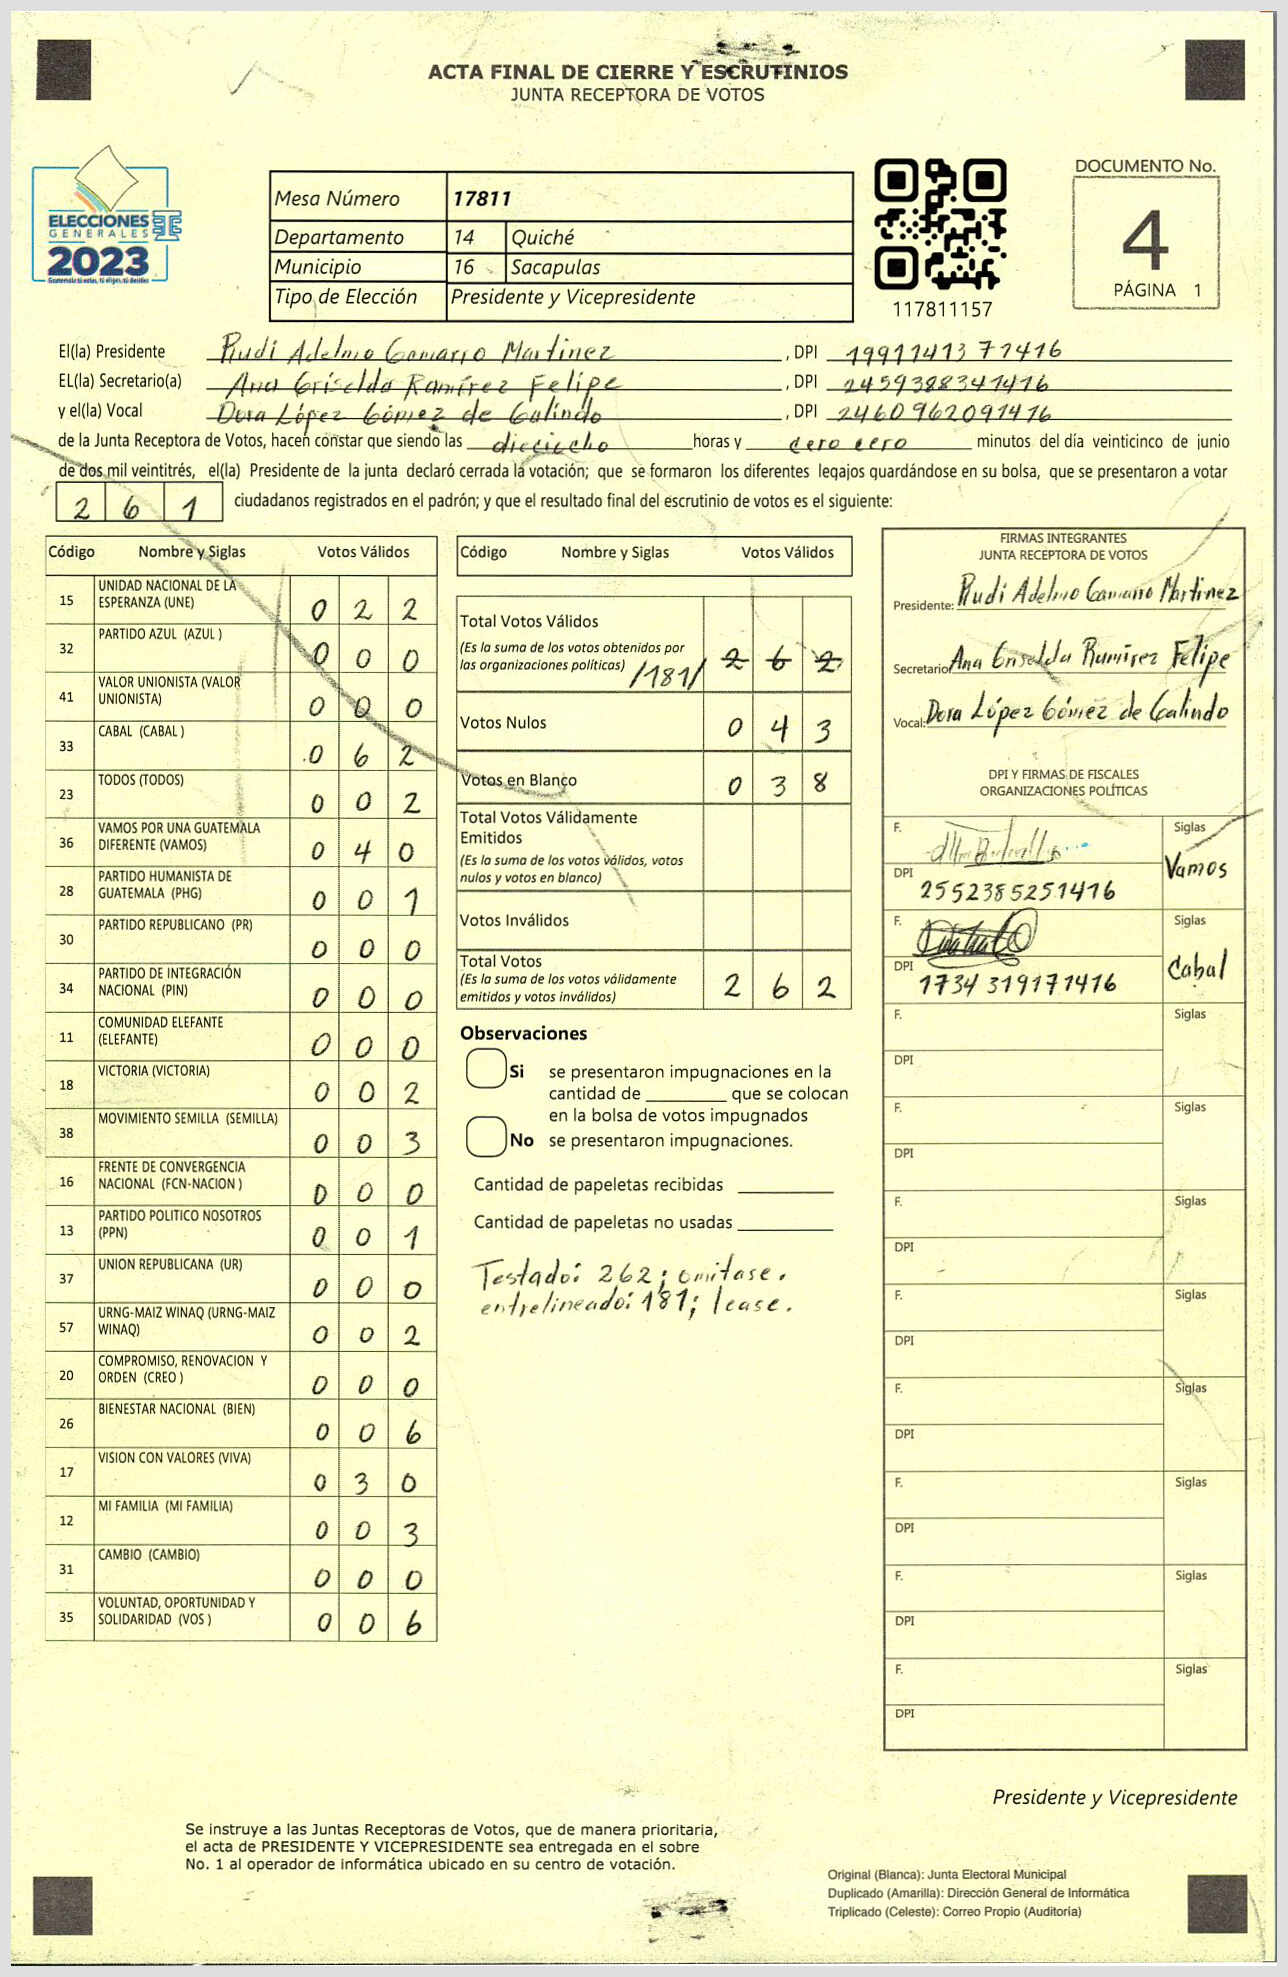 ACTA FINAL DE CIERRE Y ESCRUTINIOS
JUNTA RECEPTORA DE VOTOS
ELECCIONES
GENERALES
2023
Mesa Número 17811
Departamento 14 Quiché
Municipio 16 Sacapulas
Tipo de Elección Presidente y Vicepresidente
117811157
DOCUMENTO No.
4
PÁGINA 1
El(la) Presidente Rudi Adelmo Gamarro Martinez , DPI 1991141371416
EL(la) Secretario(a) Ana Griselda Ramírez Felipe , DPI 2459388341416
y el(la) Vocal Dora López Gómez de Galindo , DPI 2460962091416
de la Junta Receptora de Votos, hacen constar que siendo las dieciocho horas y cero cero minutos del día veinticinco de junio
de dos mil veintitrés, el(la) Presidente de la junta declaró cerrada la votación; que se formaron los diferentes legajos guardándose en su bolsa, que se presentaron a votar
2 6 1 ciudadanos registrados en el padrón; y que el resultado final del escrutinio de votos es el siguiente:
Código Nombre y Siglas Votos Válidos
15 UNIDAD NACIONAL DE LA ESPERANZA (UNE) 0 2 2
32 PARTIDO AZUL (AZUL ) 0 0 0
41 VALOR UNIONISTA (VALOR UNIONISTA) 0 0 0
33 CABAL (CABAL ) 0 6 2
23 TODOS (TODOS) 0 0 2
36 VAMOS POR UNA GUATEMALA DIFERENTE (VAMOS) 0 4 0
28 PARTIDO HUMANISTA DE GUATEMALA (PHG) 0 0 1
30 PARTIDO REPUBLICANO (PR) 0 0 0
34 PARTIDO DE INTEGRACIÓN NACIONAL (PIN) 0 0 0
11 COMUNIDAD ELEFANTE (ELEFANTE) 0 0 0
18 VICTORIA (VICTORIA) 0 0 2
38 MOVIMIENTO SEMILLA (SEMILLA) 0 0 3
16 FRENTE DE CONVERGENCIA NACIONAL (FCN-NACION ) 0 0 0
13 PARTIDO POLITICO NOSOTROS (PPN) 0 0 1
37 UNION REPUBLICANA (UR) 0 0 0
57 URNG-MAIZ WINAQ (URNG-MAIZ WINAQ) 0 0 2
20 COMPROMISO, RENOVACION Y ORDEN (CREO ) 0 0 0
26 BIENESTAR NACIONAL (BIEN) 0 0 6
17 VISION CON VALORES (VIVA) 0 3 0
12 MI FAMILIA (MI FAMILIA) 0 0 3
31 CAMBIO (CAMBIO) 0 0 0
35 VOLUNTAD, OPORTUNIDAD Y SOLIDARIDAD (VOS ) 0 0 6
Código Nombre y Siglas Votos Válidos
Total Votos Válidos
(Es la suma de los votos obtenidos por
las organizaciones políticas) /181/ 2 6 2
Votos Nulos 0 4 3
Votos en Blanco 0 3 8
Total Votos Válidamente
Emitidos
(Es la suma de los votos válidos, votos
nulos y votos en blanco)
Votos Inválidos
Total Votos
(Es la suma de los votos válidamente
emitidos y votos inválidos) 2 6 2
Observaciones
Si se presentaron impugnaciones en la
cantidad de ________ que se colocan
en la bolsa de votos impugnados
No se presentaron impugnaciones.
Cantidad de papeletas recibidas
Cantidad de papeletas no usadas
Testado: 262; omitase.
entrelineado: 181; lease.
FIRMAS INTEGRANTES
JUNTA RECEPTORA DE VOTOS
Presidente: Rudi Adelmo Gamarro Martinez
Secretario Ana Griselda Ramírez Felipe
Vocal: Dora López Gómez de Galindo
DPI Y FIRMAS DE FISCALES
ORGANIZACIONES POLÍTICAS
F. Siglas
Vamos
DPI 2552385251416
F. Siglas
Cabal
DPI 1734319171416
F. Siglas
DPI
F. Siglas
DPI
F. Siglas
DPI
F. Siglas
DPI
F. Siglas
DPI
F. Siglas
DPI
F. Siglas
DPI
F. Siglas
DPI
Presidente y Vicepresidente
Se instruye a las Juntas Receptoras de Votos, que de manera prioritaria,
el acta de PRESIDENTE Y VICEPRESIDENTE sea entregada en el sobre
No. 1 al operador de informática ubicado en su centro de votación.
Original (Blanca): Junta Electoral Municipal
Duplicado (Amarilla): Dirección General de Informática
Triplicado (Celeste): Correo Propio (Auditoría)